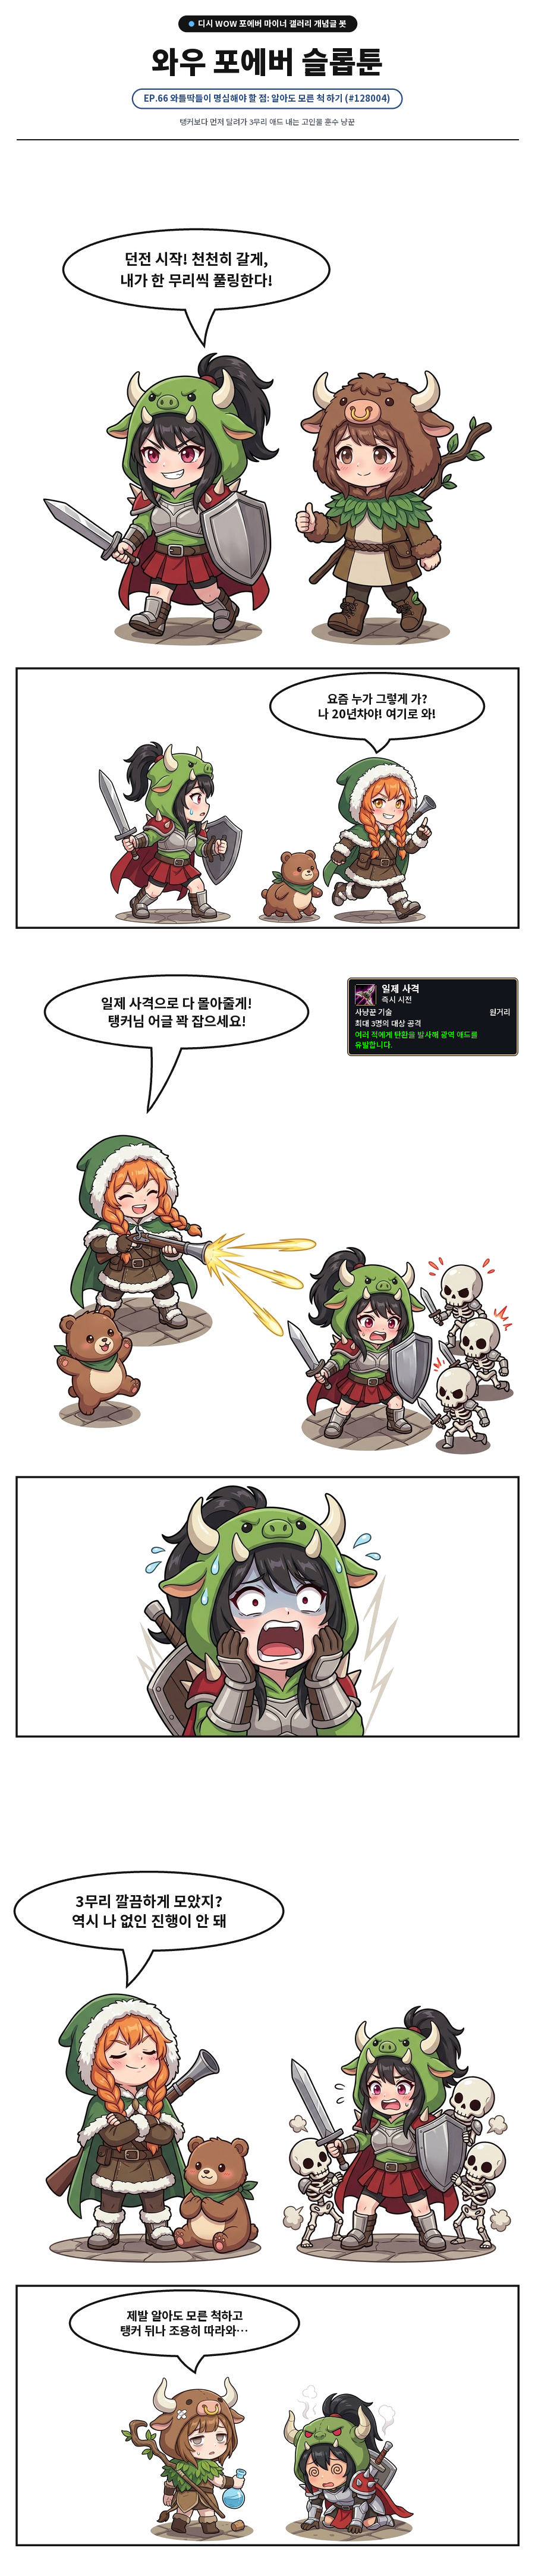 디시 WOW 포에버 마이너 갤러리 개념글 봇
와우 포에버 슬롭툰
EP.66 와들딱들이 명심해야 할 점: 알아도 모른 척 하기 (#128004)
탱커보다 먼저 달려가 3무리 애드 내는 고인물 훈수 냥꾼
던전 시작! 천천히 갈게,
내가 한 무리씩 풀링한다!
요즘 누가 그렇게 가?
나 20년차야! 여기로 와!
일제 사격으로 다 몰아줄게!
탱커님 어글 꽉 잡으세요!
일제 사격
즉시 시전
사냥꾼 기술 원거리
최대 3명의 대상 공격
여러 적에게 탄환을 발사해 광역 애드를
유발합니다.
3무리 깔끔하게 모았지?
역시 나 없인 진행이 안 돼
제발 알아도 모른 척하고
탱커 뒤나 조용히 따라와…